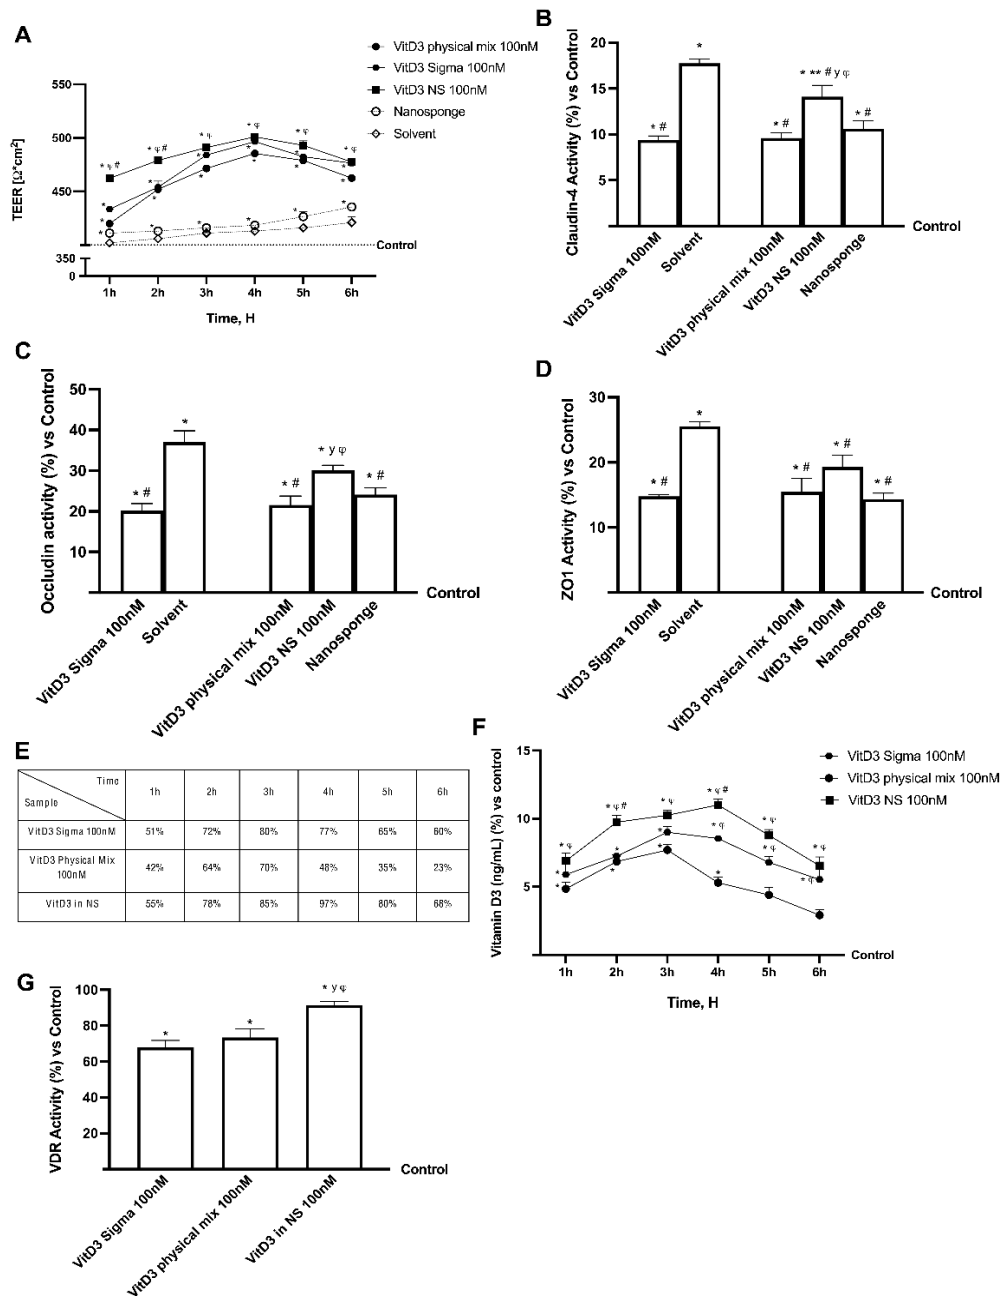 A
VitD3 physical mix 100nM
VitD3 Sigma 100nM
VitD3 NS 100nM
Nanosponge
Solvent
TEER [Ω*cm2]
550
500
450
350
0
* φ #
* φ #
* φ
* φ
* φ
* φ
Control
1h 2h 3h 4h 5h 6h
Time, H
B
Claudin-4 Activity (%) vs Control
20
15
10
5
* #
*
* #
* ** # y φ
* #
Control
VitD3 Sigma 100nM
Solvent
VitD3 physical mix 100nM
VitD3 NS 100nM
Nanosponge
C
Occludin activity (%) vs Control
50
40
30
20
10
* #
*
* #
* y φ
* #
Control
VitD3 Sigma 100nM
Solvent
VitD3 physical mix 100nM
VitD3 NS 100nM
Nanosponge
D
ZO1 Activity (%) vs Control
30
20
10
* #
*
* #
* #
* #
Control
VitD3 Sigma 100nM
Solvent
VitD3 physical mix 100nM
VitD3 NS 100nM
Nanosponge
E
Time
Sample
1h 2h 3h 4h 5h 6h
VitD3 Sigma 100nM 51% 72% 80% 77% 65% 60%
VitD3 Physical Mix
100nM
42% 64% 70% 48% 35% 23%
VitD3 in NS 55% 78% 85% 97% 80% 68%
F
VitD3 Sigma 100nM
VitD3 physical mix 100nM
VitD3 NS 100nM
Vitamin D3 (ng/mL) (%) vs control
15
10
5
* φ
* φ #
* φ
* φ #
* φ
* φ
* * * * φ * φ * φ
* * * *
Control
1h 2h 3h 4h 5h 6h
Time, H
G
VDR Activity (%) vs Control
100
80
60
40
20
*
*
* y φ
Control
VitD3 Sigma 100nM
VitD3 physical mix 100nM
VitD3 in NS 100nM